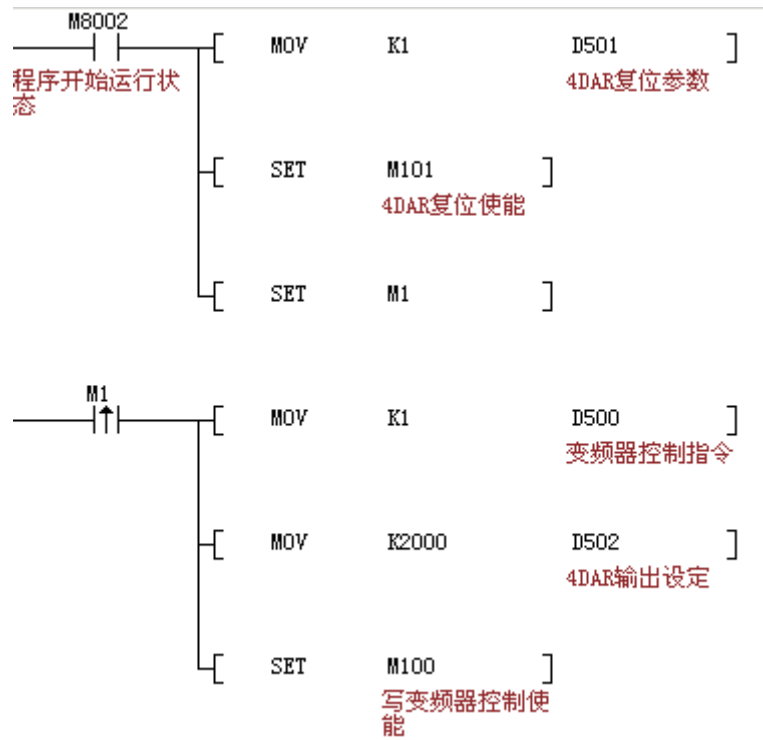 M8002
MOV K1 D501
程序开始运行状
态
4DAR复位参数
SET M101
4DAR复位使能
SET M1
M1
MOV K1 D500
变频器控制指令
MOV K2000 D502
4DAR输出设定
SET M100
写变频器控制使
能